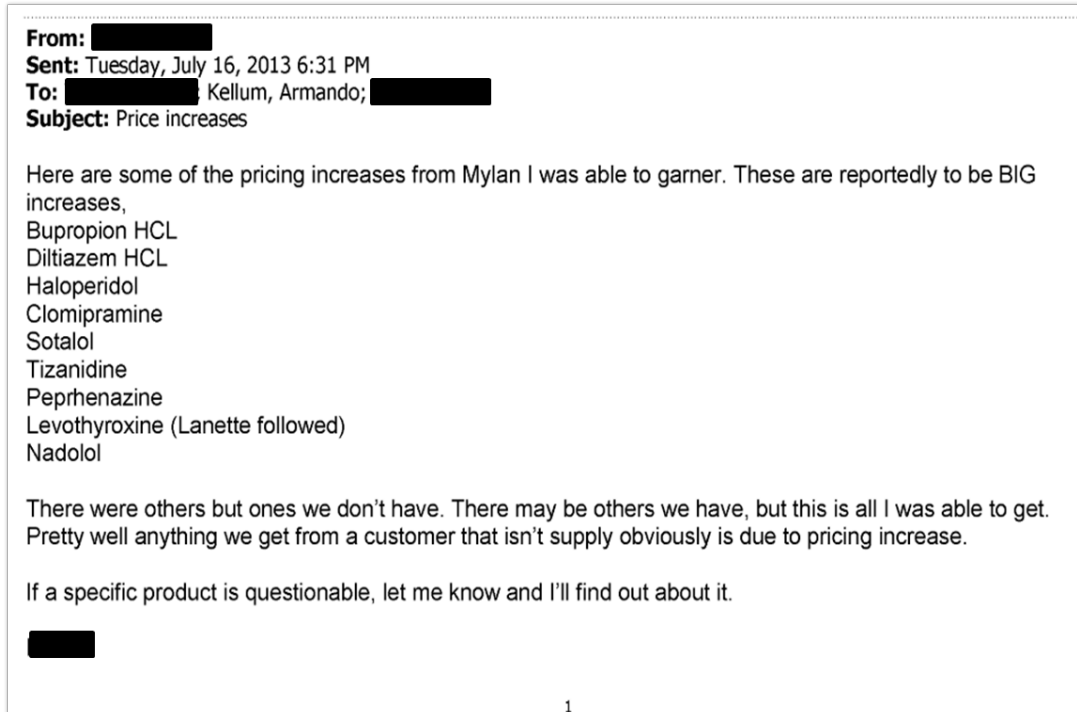 From:
Sent: Tuesday, July 16, 2013 6:31 PM
To: ; Kellum, Armando;
Subject: Price increases
Here are some of the pricing increases from Mylan I was able to garner. These are reportedly to be BIG
increases,
Bupropion HCL
Diltiazem HCL
Haloperidol
Clomipramine
Sotalol
Tizanidine
Peprhenazine
Levothyroxine (Lanette followed)
Nadolol
There were others but ones we don't have. There may be others we have, but this is all I was able to get.
Pretty well anything we get from a customer that isn't supply obviously is due to pricing increase.
If a specific product is questionable, let me know and I'll find out about it.
1